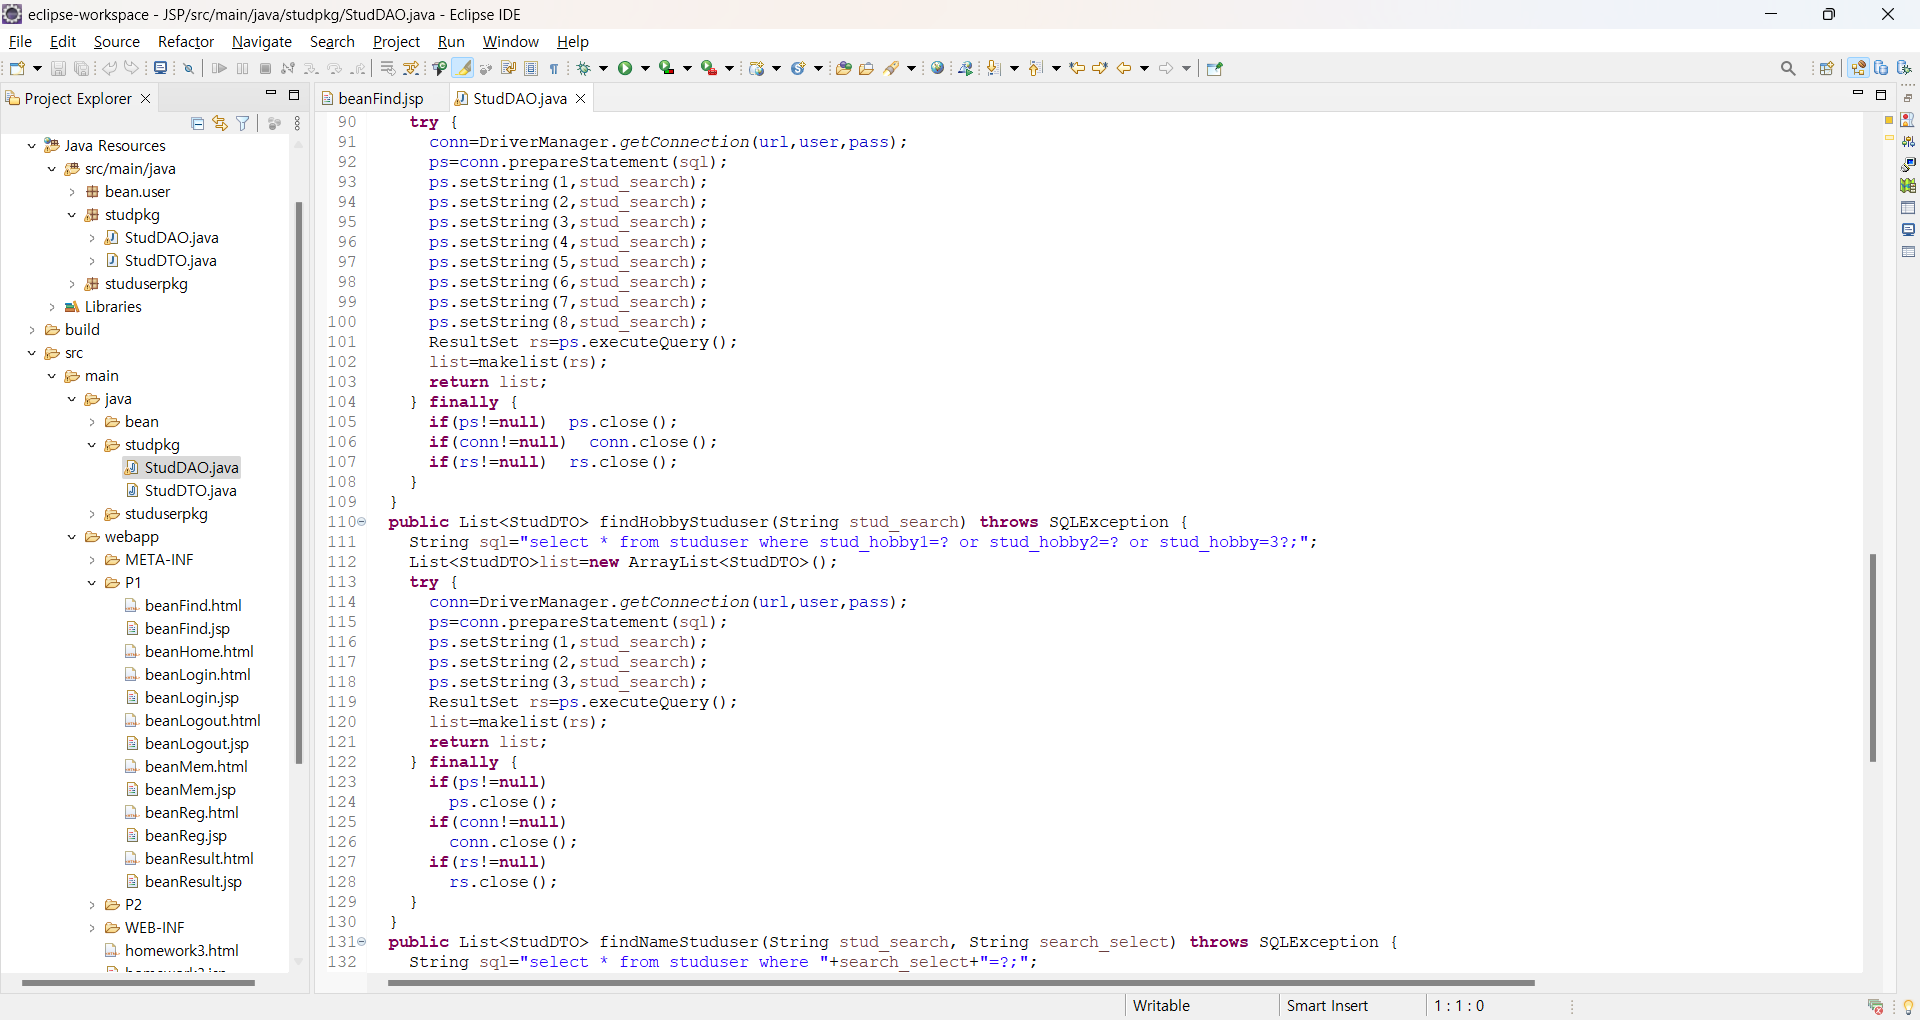 eclipse-workspace - JSP/src/main/java/studpkg/StudDAO.java - Eclipse IDE
File Edit Source Refactor Navigate Search Project Run Window Help
Project Explorer
beanFind.jsp
StudDAO.java
Java Resources
src/main/java
bean.user
studpkg
StudDAO.java
StudDTO.java
studuserpkg
Libraries
build
src
main
java
bean
studpkg
StudDAO.java
StudDTO.java
studuserpkg
webapp
META-INF
P1
beanFind.html
beanFind.jsp
beanHome.html
beanLogin.html
beanLogin.jsp
beanLogout.html
beanLogout.jsp
beanMem.html
beanMem.jsp
beanReg.html
beanReg.jsp
beanResult.html
beanResult.jsp
P2
WEB-INF
homework3.html
90 try {
91 conn=DriverManager.getConnection(url,user,pass);
92 ps=conn.prepareStatement(sql);
93 ps.setString(1,stud_search);
94 ps.setString(2,stud_search);
95 ps.setString(3,stud_search);
96 ps.setString(4,stud_search);
97 ps.setString(5,stud_search);
98 ps.setString(6,stud_search);
99 ps.setString(7,stud_search);
100 ps.setString(8,stud_search);
101 ResultSet rs=ps.executeQuery();
102 list=makelist(rs);
103 return list;
104 } finally {
105 if(ps!=null) ps.close();
106 if(conn!=null) conn.close();
107 if(rs!=null) rs.close();
108 }
109 }
110 public List<StudDTO> findHobbyStuduser(String stud_search) throws SQLException {
111 String sql="select * from studuser where stud_hobby1=? or stud_hobby2=? or stud_hobby=3?;";
112 List<StudDTO>list=new ArrayList<StudDTO>();
113 try {
114 conn=DriverManager.getConnection(url,user,pass);
115 ps=conn.prepareStatement(sql);
116 ps.setString(1,stud_search);
117 ps.setString(2,stud_search);
118 ps.setString(3,stud_search);
119 ResultSet rs=ps.executeQuery();
120 list=makelist(rs);
121 return list;
122 } finally {
123 if(ps!=null)
124 ps.close();
125 if(conn!=null)
126 conn.close();
127 if(rs!=null)
128 rs.close();
129 }
130 }
131 public List<StudDTO> findNameStuduser(String stud_search, String search_select) throws SQLException {
132 String sql="select * from studuser where "+search_select+"=?;";
Writable
Smart Insert
1 : 1 : 0